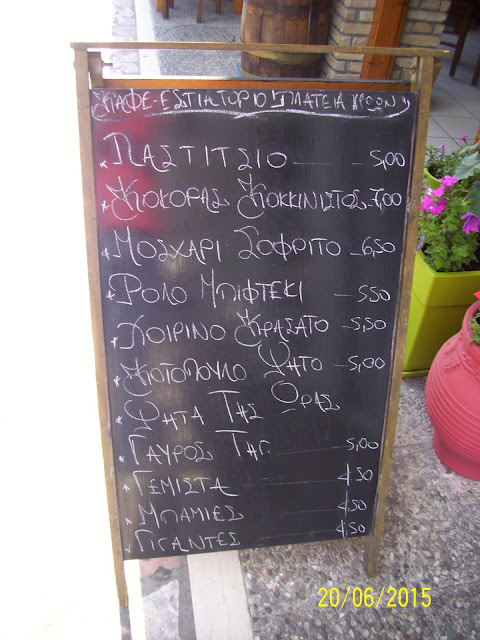 ΚΑΦΕ-ΕΣΤΙΑΤΟΡΙΟ ΠΛΑΤΕΙΑ ΗΡΩΩΝ
* ΠΑΣΤΙΤΣΙΟ — 5,00
* ΚΟΚΟΡΑΣ ΚΟΚΚΙΝΙΣΤΟΣ 7,00
* ΜΟΣΧΑΡΙ ΣΟΦΡΙΤΟ — 6,50
* ΡΟΛΟ ΜΠΙΦΤΕΚΙ — 5,50
* ΧΟΙΡΙΝΟ ΚΡΑΣΑΤΟ — 5,50
* ΚΟΤΟΠΟΥΛΟ ΨΗΤΟ — 5,00
* ΨΗΤΑ ΤΗΣ ΩΡΑΣ
* ΓΑΥΡΟΣ ΤΗΓ. — 5,00
* ΓΕΜΙΣΤΑ — 4,50
* ΜΠΑΜΙΕΣ — 4,50
* ΓΙΓΑΝΤΕΣ — 4,50
20/06/2015